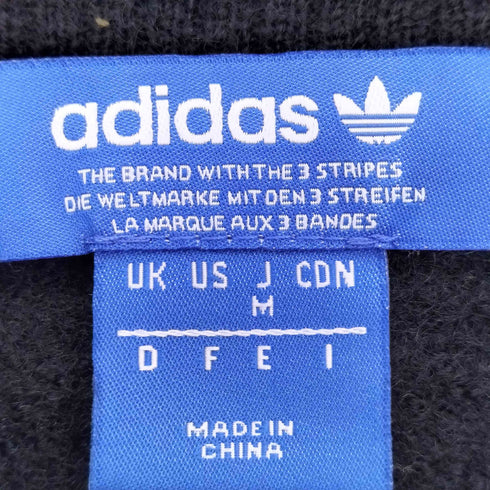 adidas
THE BRAND WITH THE 3 STRIPES
DIE WELTMARKE MIT DEN 3 STREIFEN
LA MARQUE AUX 3 BANDES
UK US J CDN
M
D F E I
MADE IN
CHINA